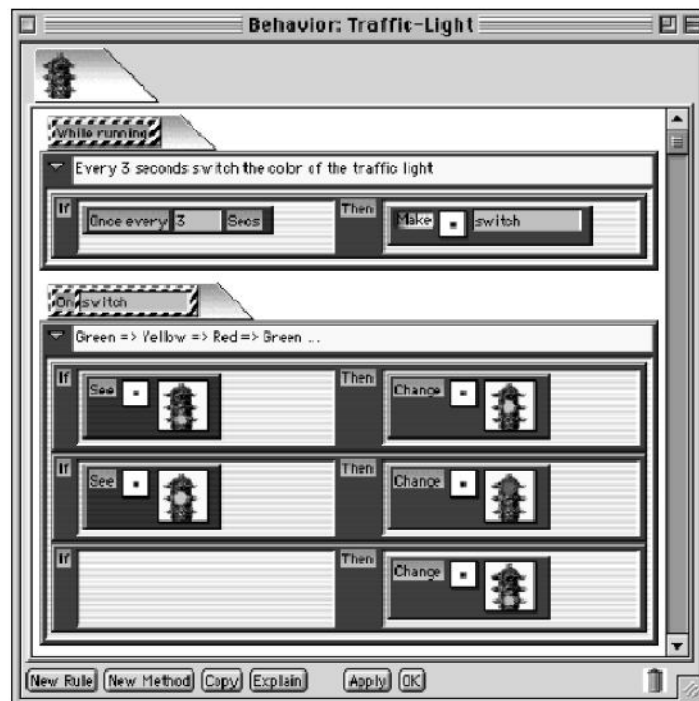 Behavior: Traffic-Light
While running
Every 3 seconds switch the color of the traffic light
If Once every 3 Secs Then Make switch
On switch
Green => Yellow => Red => Green ...
If See Then Change
If See Then Change
If Then Change
New Rule New Method Copy Explain Apply OK